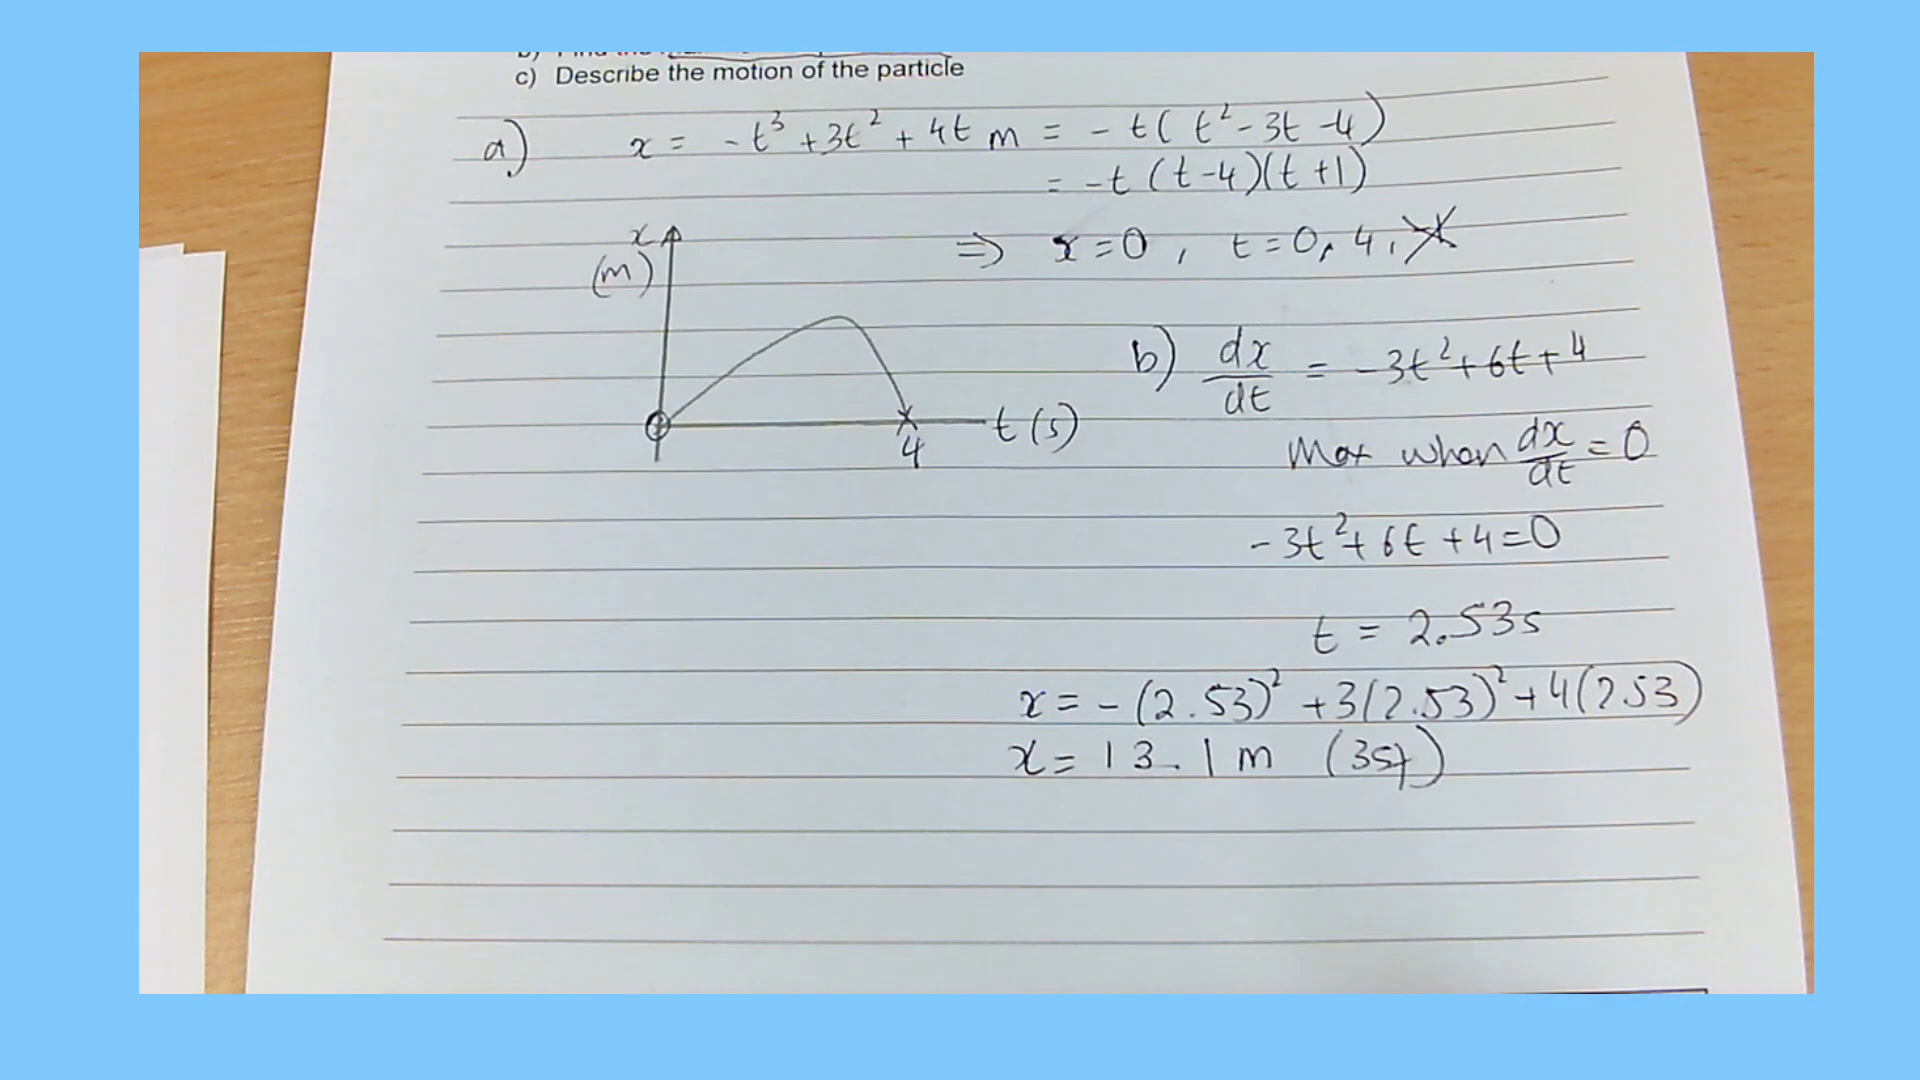 c) Describe the motion of the particle
a) x = -t³ + 3t² + 4t m = - t( t² - 3t - 4)
= -t (t-4)(t+1)
⇒ x=0, t=0, 4,
x
(m)
t (s)
4
b) dx/dt = -3t² + 6t + 4
Max when dx/dt = 0
-3t² + 6t + 4 = 0
t = 2.53s
x = - (2.53)² + 3(2.53)² + 4(2.53)
x = 13.1 m (3sf)